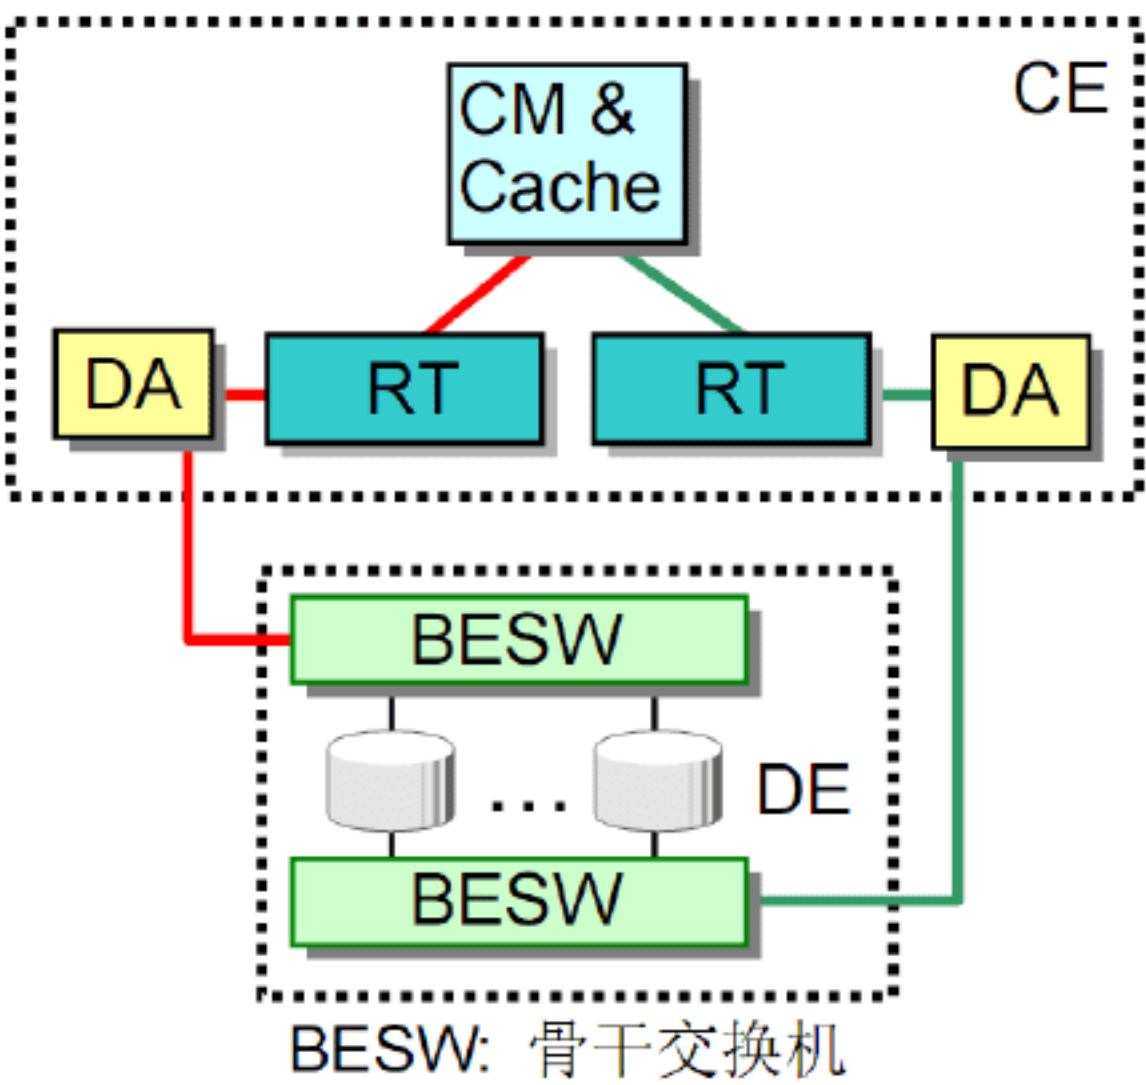 CE
CM &
Cache
DA
RT
RT
DA
BESW
...
DE
BESW
BESW: 骨干交换机